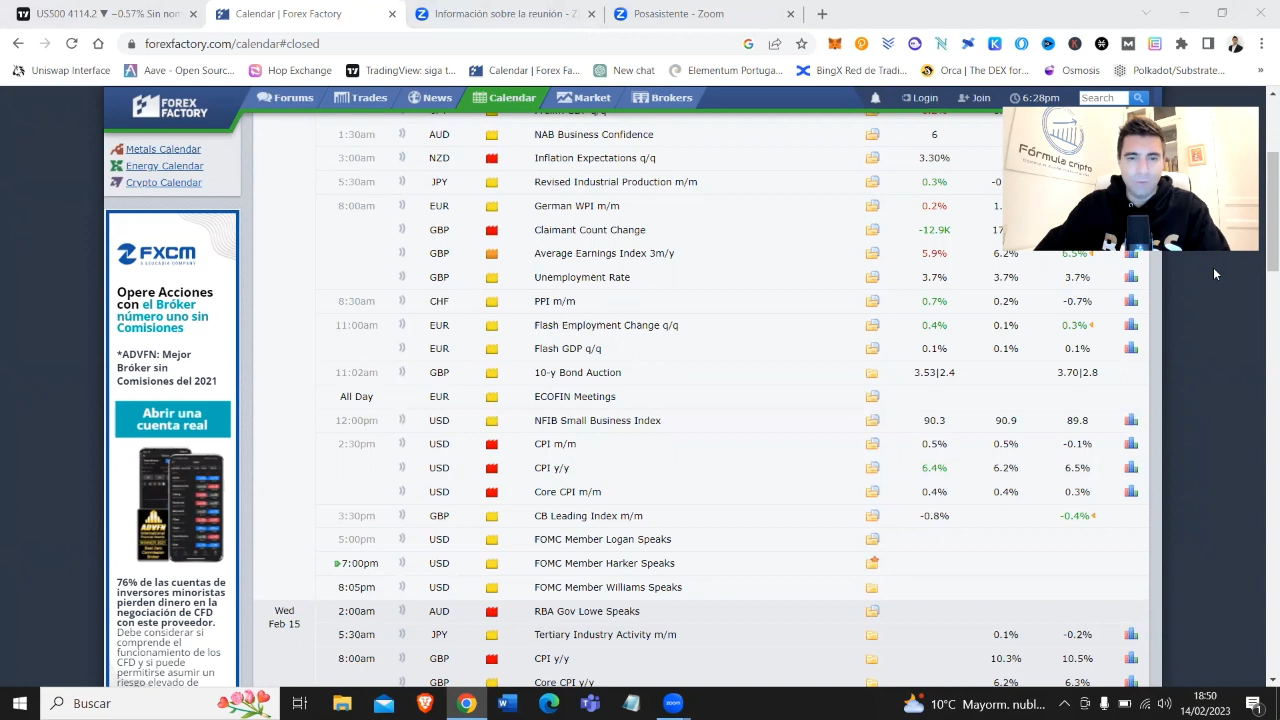 US500 4114.2 ▼ −0.57%
Calendar | Forex Factory
Información sobre la reunión - Z
Posasistente - Zoom
forexfactory.com/calendar#closed
Uniswap Interface
Aave - Open Source
Hop Exchange
TradingView: siga t...
Calendar | Forex Fa...
New chat
Elementum Portuga...
BingX Red de Tradi...
Orca | The DEX for...
Osmosis
Polkadot/Substrate...
FOREX FACTORY
Forums
Trades
Calendar
Market
Brokers
Login
Join
6:28pm
Search
Metals Calendar
Energy Calendar
Crypto Calendar
FXCM
Opere Acciones
con el Bróker
número uno sin
Comisiones
*ADVFN: Mejor
Bróker sin
Comisiones del 2021
Abrir una
cuenta real
76% de las cuentas de
inversores minoristas
pierden dinero en la
negociación de CFD
con este proveedor.
Debe considerar si
comprende el
funcionamiento de los
CFD y si puede
permitirse asumir un
riesgo elevado de
1:30am AUD NAB Business Confidence 6
3:00am NZD Inflation Expectations q/q 3.30%
5:30am JPY Revised Industrial Production m/m 0.3%
8:00am EUR German WPI m/m 0.2%
GBP Claimant Count Change -12.9K
GBP Average Earnings Index 3m/y 5.9% 6.2% 6.5%
GBP Unemployment Rate 3.7% 3.7% 3.7%
8:30am CHF PPI m/m 0.7% 0.2% -0.7%
11:00am EUR Flash Employment Change q/q 0.4% 0.1% 0.3%
EUR Flash GDP q/q 0.1% 0.1% 0.1%
11:02am GBP 10-y Bond Auction 3.53|2.4 3.70|2.8
All Day EUR ECOFIN Meetings
12:00pm USD NFIB Small Business Index 90.3 90.9 89.8
2:30pm USD CPI m/m 0.5% 0.5% -0.1%
USD CPI y/y 6.4% 6.2% 6.5%
USD Core CPI m/m 0.4% 0.4% 0.3%
GBP CB Leading Index m/m -0.8% -0.4%
5:00pm USD FOMC Member Logan Speaks
7:00pm USD FOMC Member Harker Speaks
8:05pm USD FOMC Member Williams Speaks
Wed
Feb 15
2:00am AUD RBA Gov Lowe Speaks
5:30am JPY Tertiary Industry Activity m/m 0.1% -0.2%
8:00am GBP CPI y/y 10.3% 10.5%
GBP Core CPI y/y 6.2% 6.3%
Fórmula cripto
Buscar
10°C Mayorm. nubl...
18:50
14/02/2023